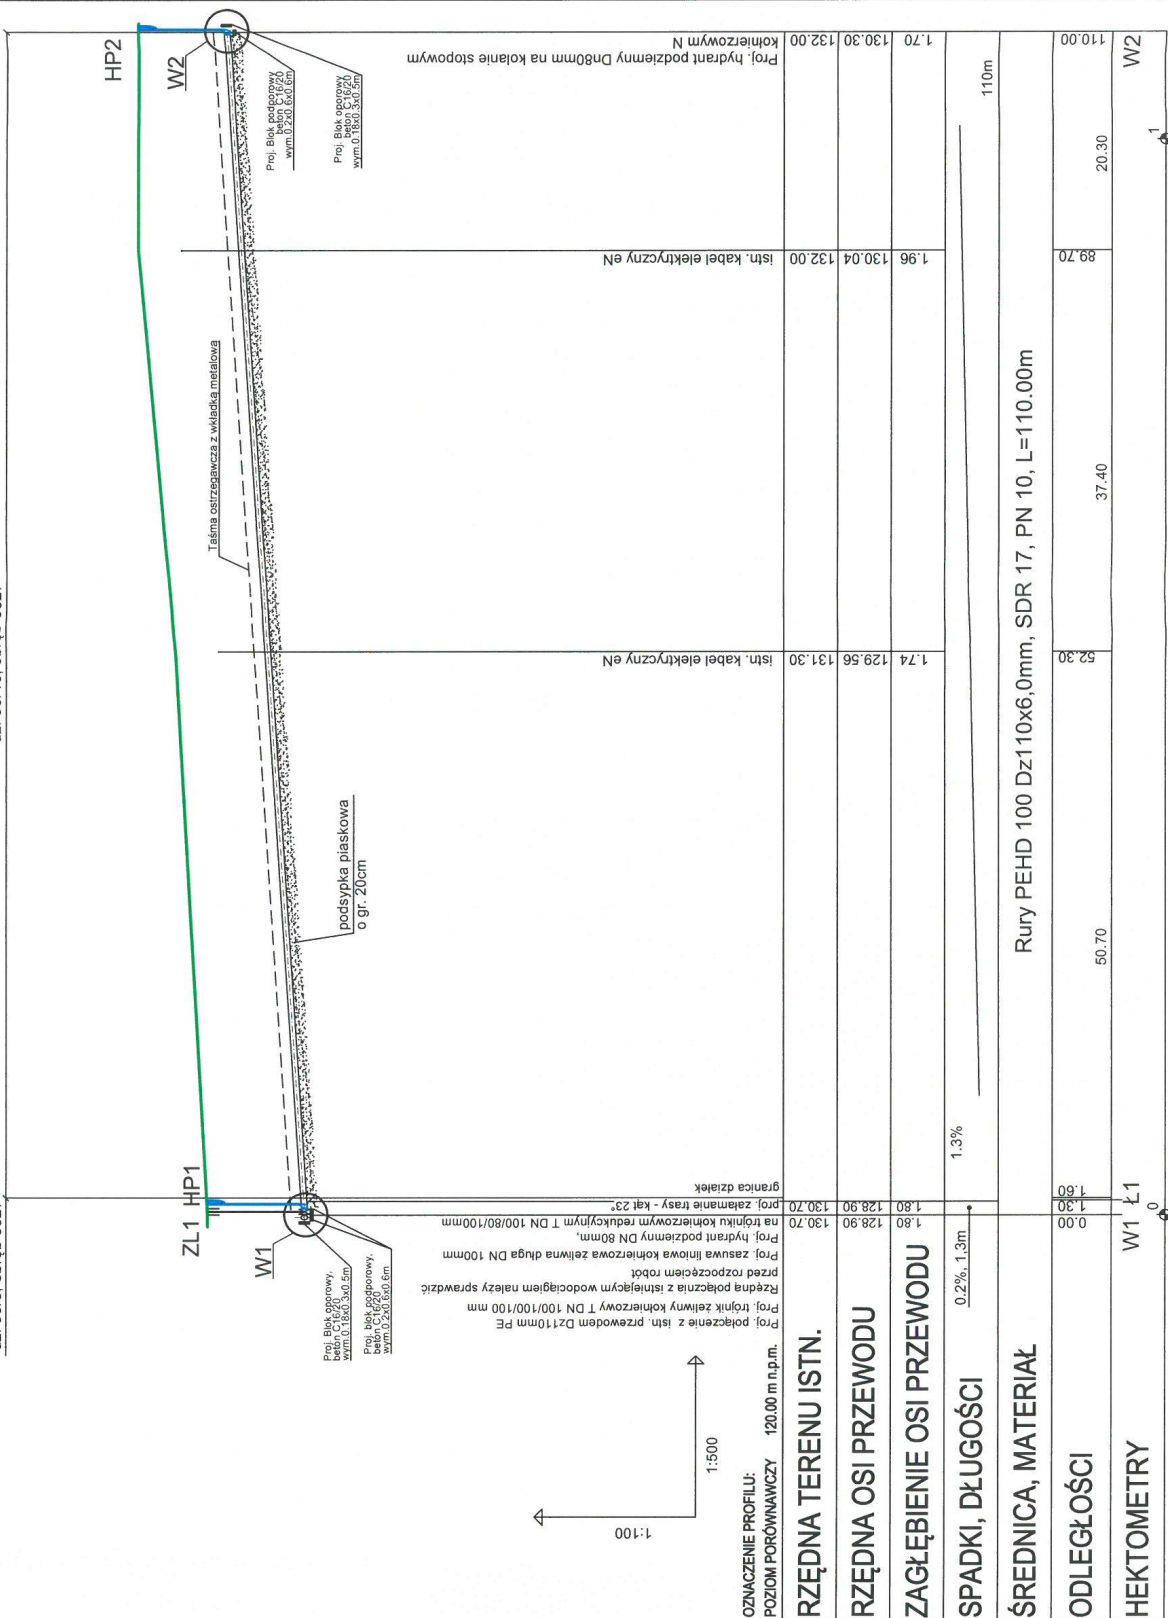 HP2
W2
ZL1 HP1
W1
Proj. Blok podporowy
beton C16/20
wym.0.2x0.6x0.6m
Proj. Blok oporowy
beton C16/20
wym.0.18x0.3x0.5m
Taśma ostrzegawcza z wkładką metalową
podsypka piaskowa
o gr. 20cm
Proj. Blok oporowy,
beton C16/20
wym.0.18x0.3x0.5m
Proj. blok podporowy,
beton C16/20
wym.0.2x0.6x0.6m
1:100
1:500
Proj. połączenie z istn. przewodem Dz110mm PE
Proj. trójnik żeliwny kołnierzowy T DN 100/100/100 mm
Rzędną połącznia z istniejącym wodociągiem należy sprawdzić
przed rozpoczęciem robót
Proj. zasuwa liniowa kołnierzowa żeliwna długa DN 100mm
Proj. hydrant podziemny DN 80mm,
na trójniku kołnierzowym redukcyjnym T DN 100/80/100mm
proj. załamanie trasy - kąt 23°
granica działek
istn. kabel elektryczny eN
istn. kabel elektryczny eN
Proj. hydrant podziemny Dn80mm na kolanie stopowym
kołnierzowym N
OZNACZENIE PROFILU:
POZIOM PORÓWNAWCZY 120.00 m n.p.m.
RZĘDNA TERENU ISTN.
130.70 130.70 131.30 132.00 132.00
RZĘDNA OSI PRZEWODU
128.90 128.90 129.56 130.04 130.30
ZAGŁĘBIENIE OSI PRZEWODU
1.80 1.80 1.74 1.96 1.70
SPADKI, DŁUGOŚCI
0.2%, 1,3m 1.3% 110m
ŚREDNICA, MATERIAŁ
Rury PEHD 100 Dz110x6,0mm, SDR 17, PN 10, L=110.00m
ODLEGŁOŚCI
0.00 1.30 1.60 50.70 52.30 37.40 89.70 20.30 110.00
HEKTOMETRY
W1 Ł1 W2
0 1